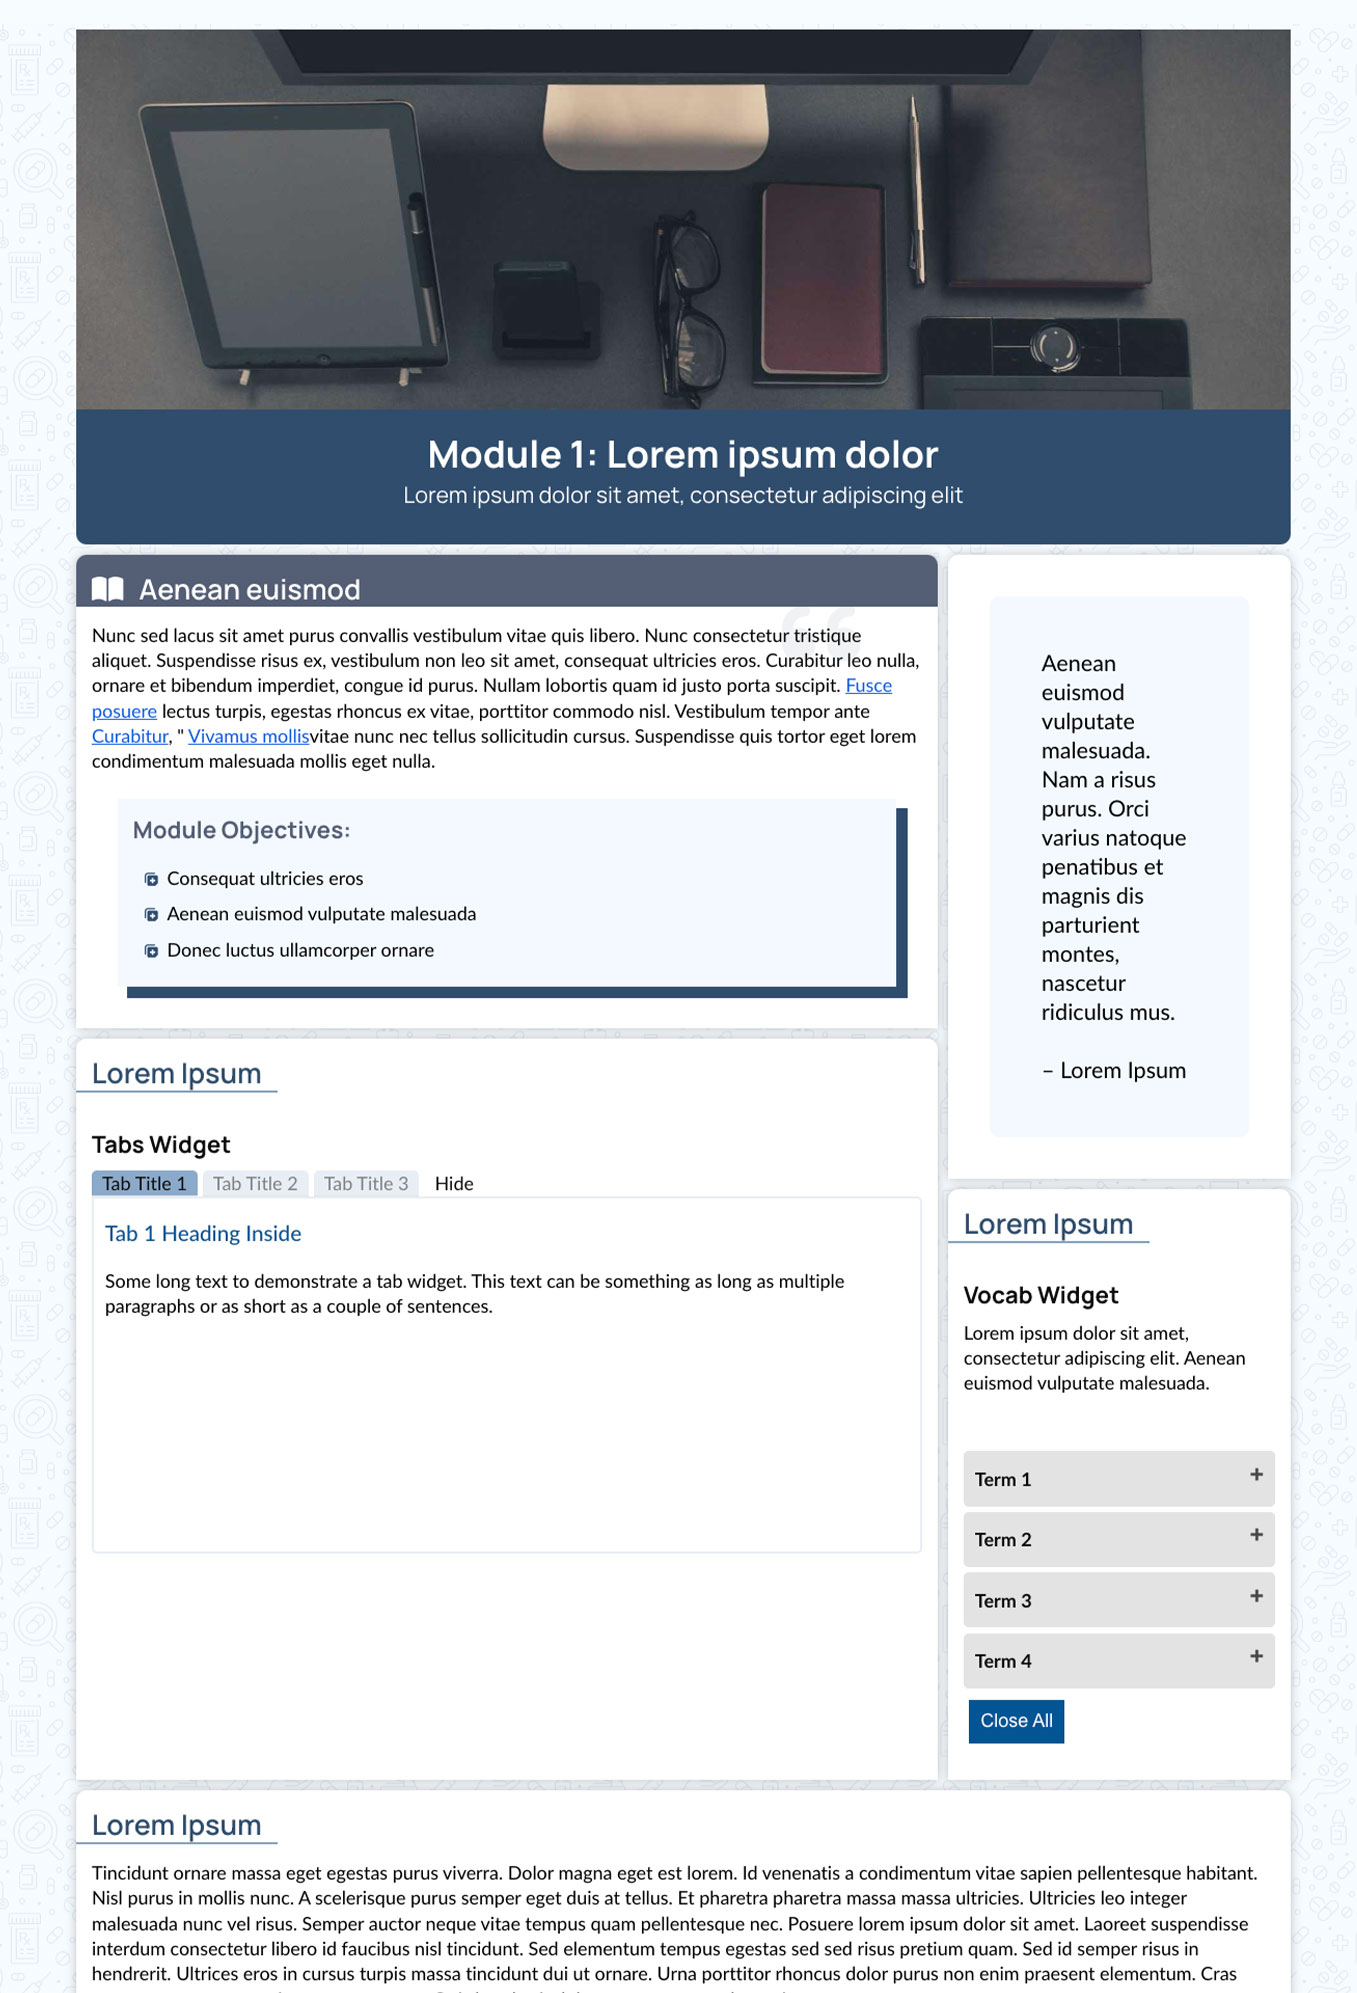 Module 1: Lorem ipsum dolor
Lorem ipsum dolor sit amet, consectetur adipiscing elit
Aenean euismod
Nunc sed lacus sit amet purus convallis vestibulum vitae quis libero. Nunc consectetur tristique
aliquet. Suspendisse risus ex, vestibulum non leo sit amet, consequat ultricies eros. Curabitur leo nulla,
ornare et bibendum imperdiet, congue id purus. Nullam lobortis quam id justo porta suscipit. Fusce
posuere lectus turpis, egestas rhoncus ex vitae, porttitor commodo nisl. Vestibulum tempor ante
Curabitur, " Vivamus mollisvitae nunc nec tellus sollicitudin cursus. Suspendisse quis tortor eget lorem
condimentum malesuada mollis eget nulla.
Module Objectives:
Consequat ultricies eros
Aenean euismod vulputate malesuada
Donec luctus ullamcorper ornare
“
Aenean
euismod
vulputate
malesuada.
Nam a risus
purus. Orci
varius natoque
penatibus et
magnis dis
parturient
montes,
nascetur
ridiculus mus.
– Lorem Ipsum
Lorem Ipsum
Tabs Widget
Tab Title 1 Tab Title 2 Tab Title 3 Hide
Tab 1 Heading Inside
Some long text to demonstrate a tab widget. This text can be something as long as multiple
paragraphs or as short as a couple of sentences.
Lorem Ipsum
Vocab Widget
Lorem ipsum dolor sit amet,
consectetur adipiscing elit. Aenean
euismod vulputate malesuada.
Term 1 +
Term 2 +
Term 3 +
Term 4 +
Close All
Lorem Ipsum
Tincidunt ornare massa eget egestas purus viverra. Dolor magna eget est lorem. Id venenatis a condimentum vitae sapien pellentesque habitant.
Nisl purus in mollis nunc. A scelerisque purus semper eget duis at tellus. Et pharetra pharetra massa massa ultricies. Ultricies leo integer
malesuada nunc vel risus. Semper auctor neque vitae tempus quam pellentesque nec. Posuere lorem ipsum dolor sit amet. Laoreet suspendisse
interdum consectetur libero id faucibus nisl tincidunt. Sed elementum tempus egestas sed sed risus pretium quam. Sed id semper risus in
hendrerit. Ultrices eros in cursus turpis massa tincidunt dui ut ornare. Urna porttitor rhoncus dolor purus non enim praesent elementum. Cras